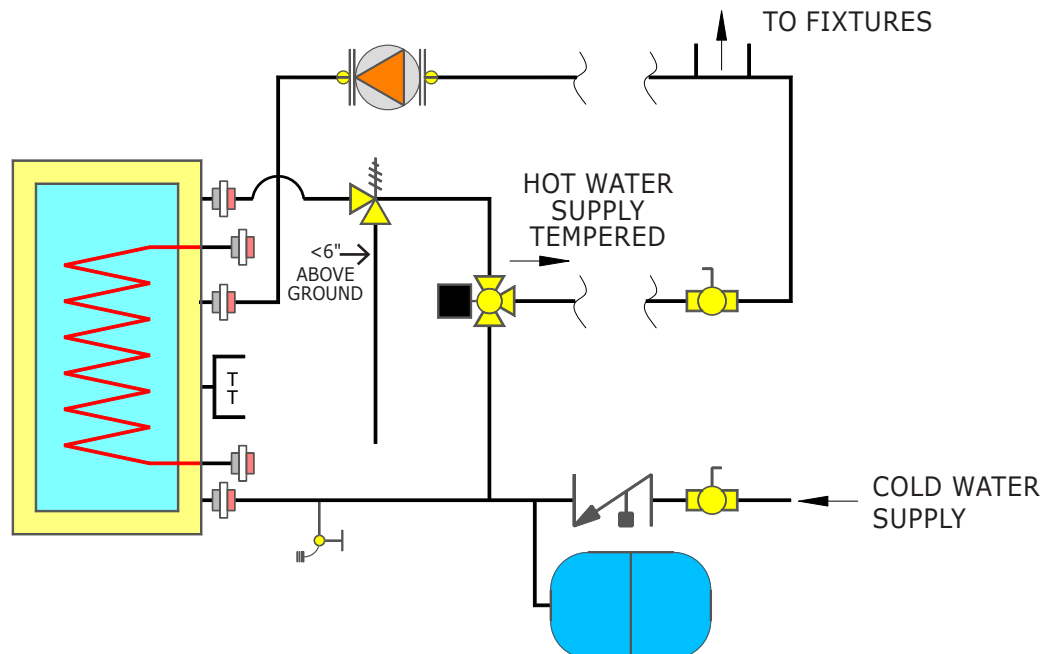 TO FIXTURES
HOT WATER
SUPPLY
TEMPERED
<6"
ABOVE
GROUND
T
T
COLD WATER
SUPPLY